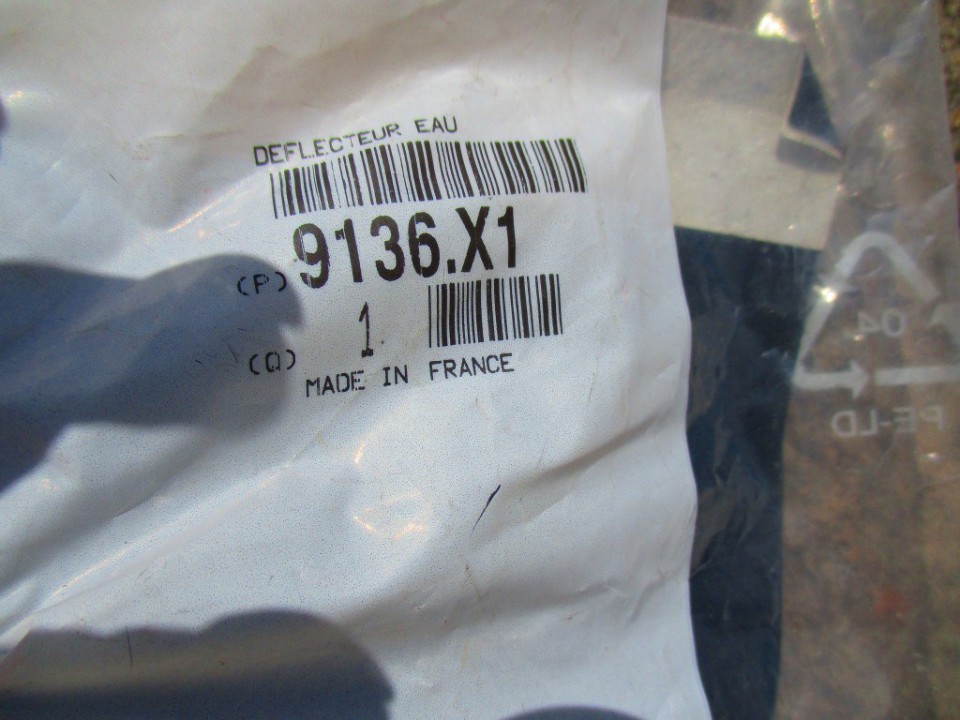 DEFLECTEUR EAU
(P) 9136.X1
(Q) 1
MADE IN FRANCE
04
PE-LD